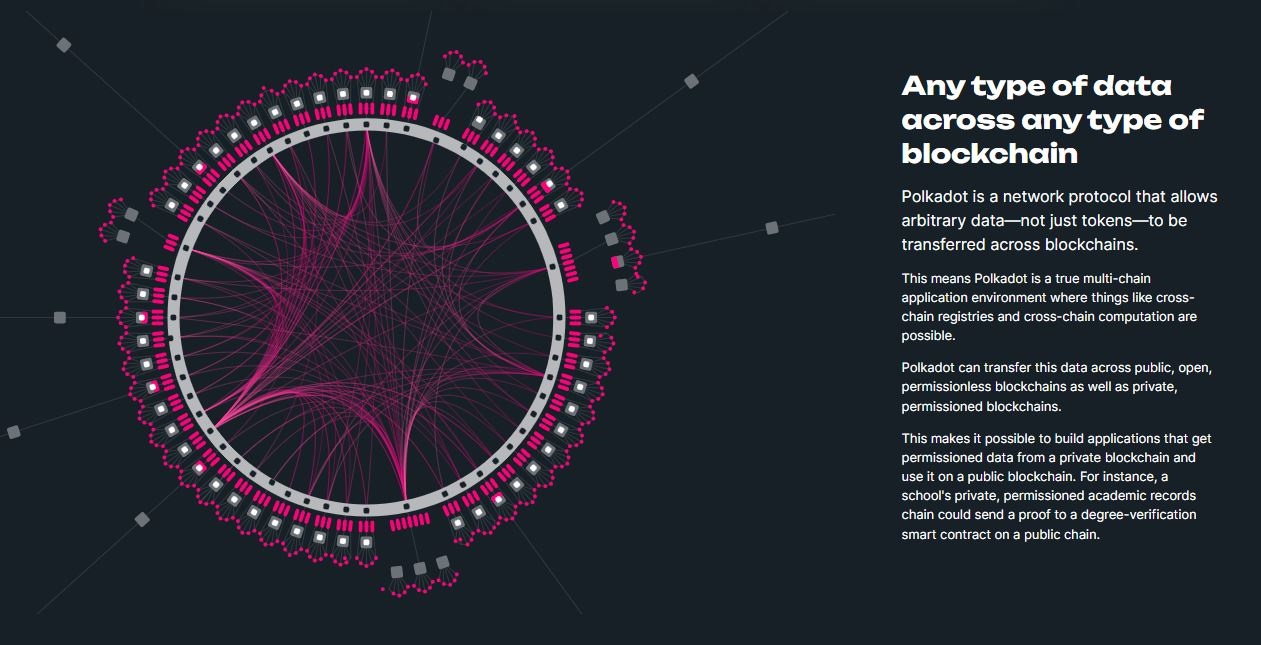 Any type of data
across any type of
blockchain
Polkadot is a network protocol that allows
arbitrary data—not just tokens—to be
transferred across blockchains.
This means Polkadot is a true multi-chain
application environment where things like cross-
chain registries and cross-chain computation are
possible.
Polkadot can transfer this data across public, open,
permissionless blockchains as well as private,
permissioned blockchains.
This makes it possible to build applications that get
permissioned data from a private blockchain and
use it on a public blockchain. For instance, a
school's private, permissioned academic records
chain could send a proof to a degree-verification
smart contract on a public chain.